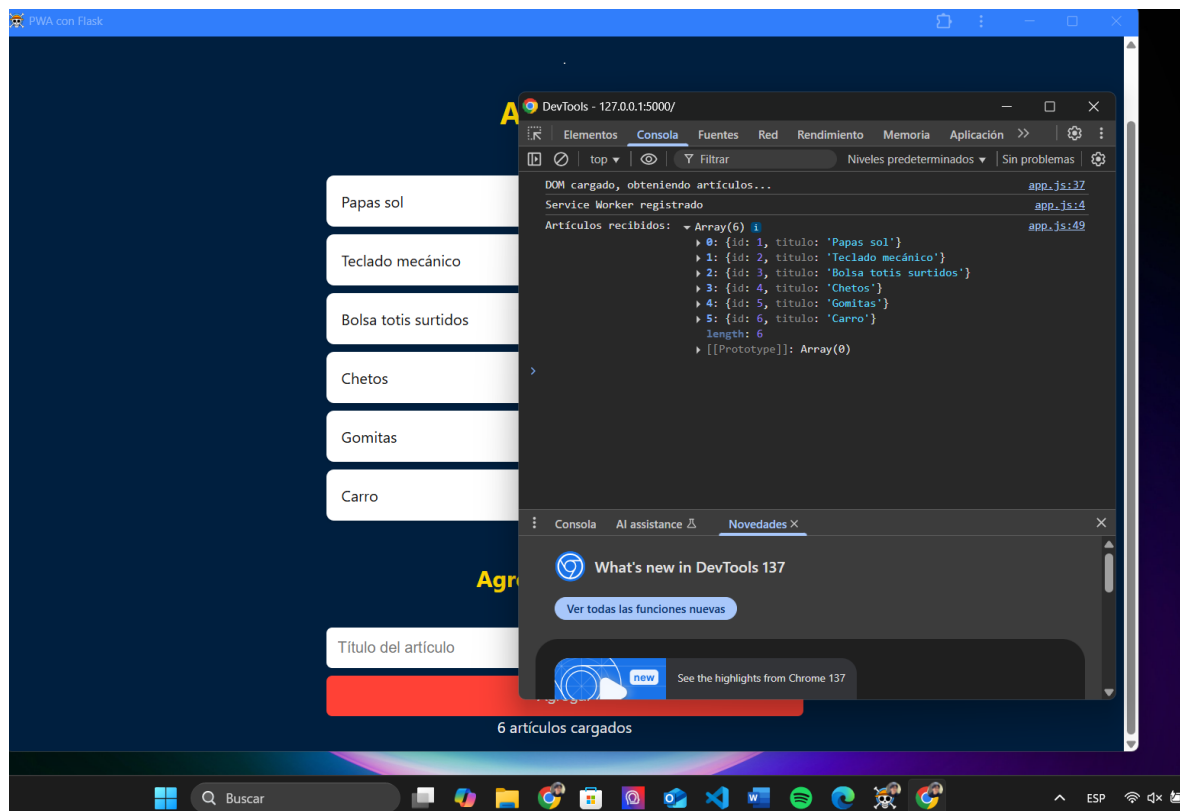 PWA con Flask
A
Papas sol
Teclado mecánico
Bolsa totis surtidos
Chetos
Gomitas
Carro
Agre
Título del artículo
Agregar
6 artículos cargados
DevTools - 127.0.0.1:5000/
Elementos Consola Fuentes Red Rendimiento Memoria Aplicación
top Filtrar Niveles predeterminados Sin problemas
DOM cargado, obteniendo artículos... app.js:37
Service Worker registrado app.js:4
Artículos recibidos: Array(6) i app.js:49
0: {id: 1, titulo: 'Papas sol'}
1: {id: 2, titulo: 'Teclado mecánico'}
2: {id: 3, titulo: 'Bolsa totis surtidos'}
3: {id: 4, titulo: 'Chetos'}
4: {id: 5, titulo: 'Gomitas'}
5: {id: 6, titulo: 'Carro'}
length: 6
[[Prototype]]: Array(0)
Consola AI assistance Novedades
What's new in DevTools 137
Ver todas las funciones nuevas
new See the highlights from Chrome 137
Buscar
ESP